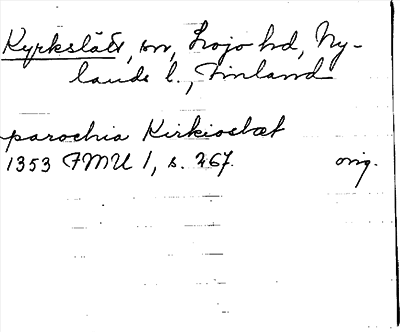 Kyrkslätt, sn, Lojo hd, Ny-
lands l., Finland
parochia Kirkioslæt
1353 FMU 1, s. 267. orig.